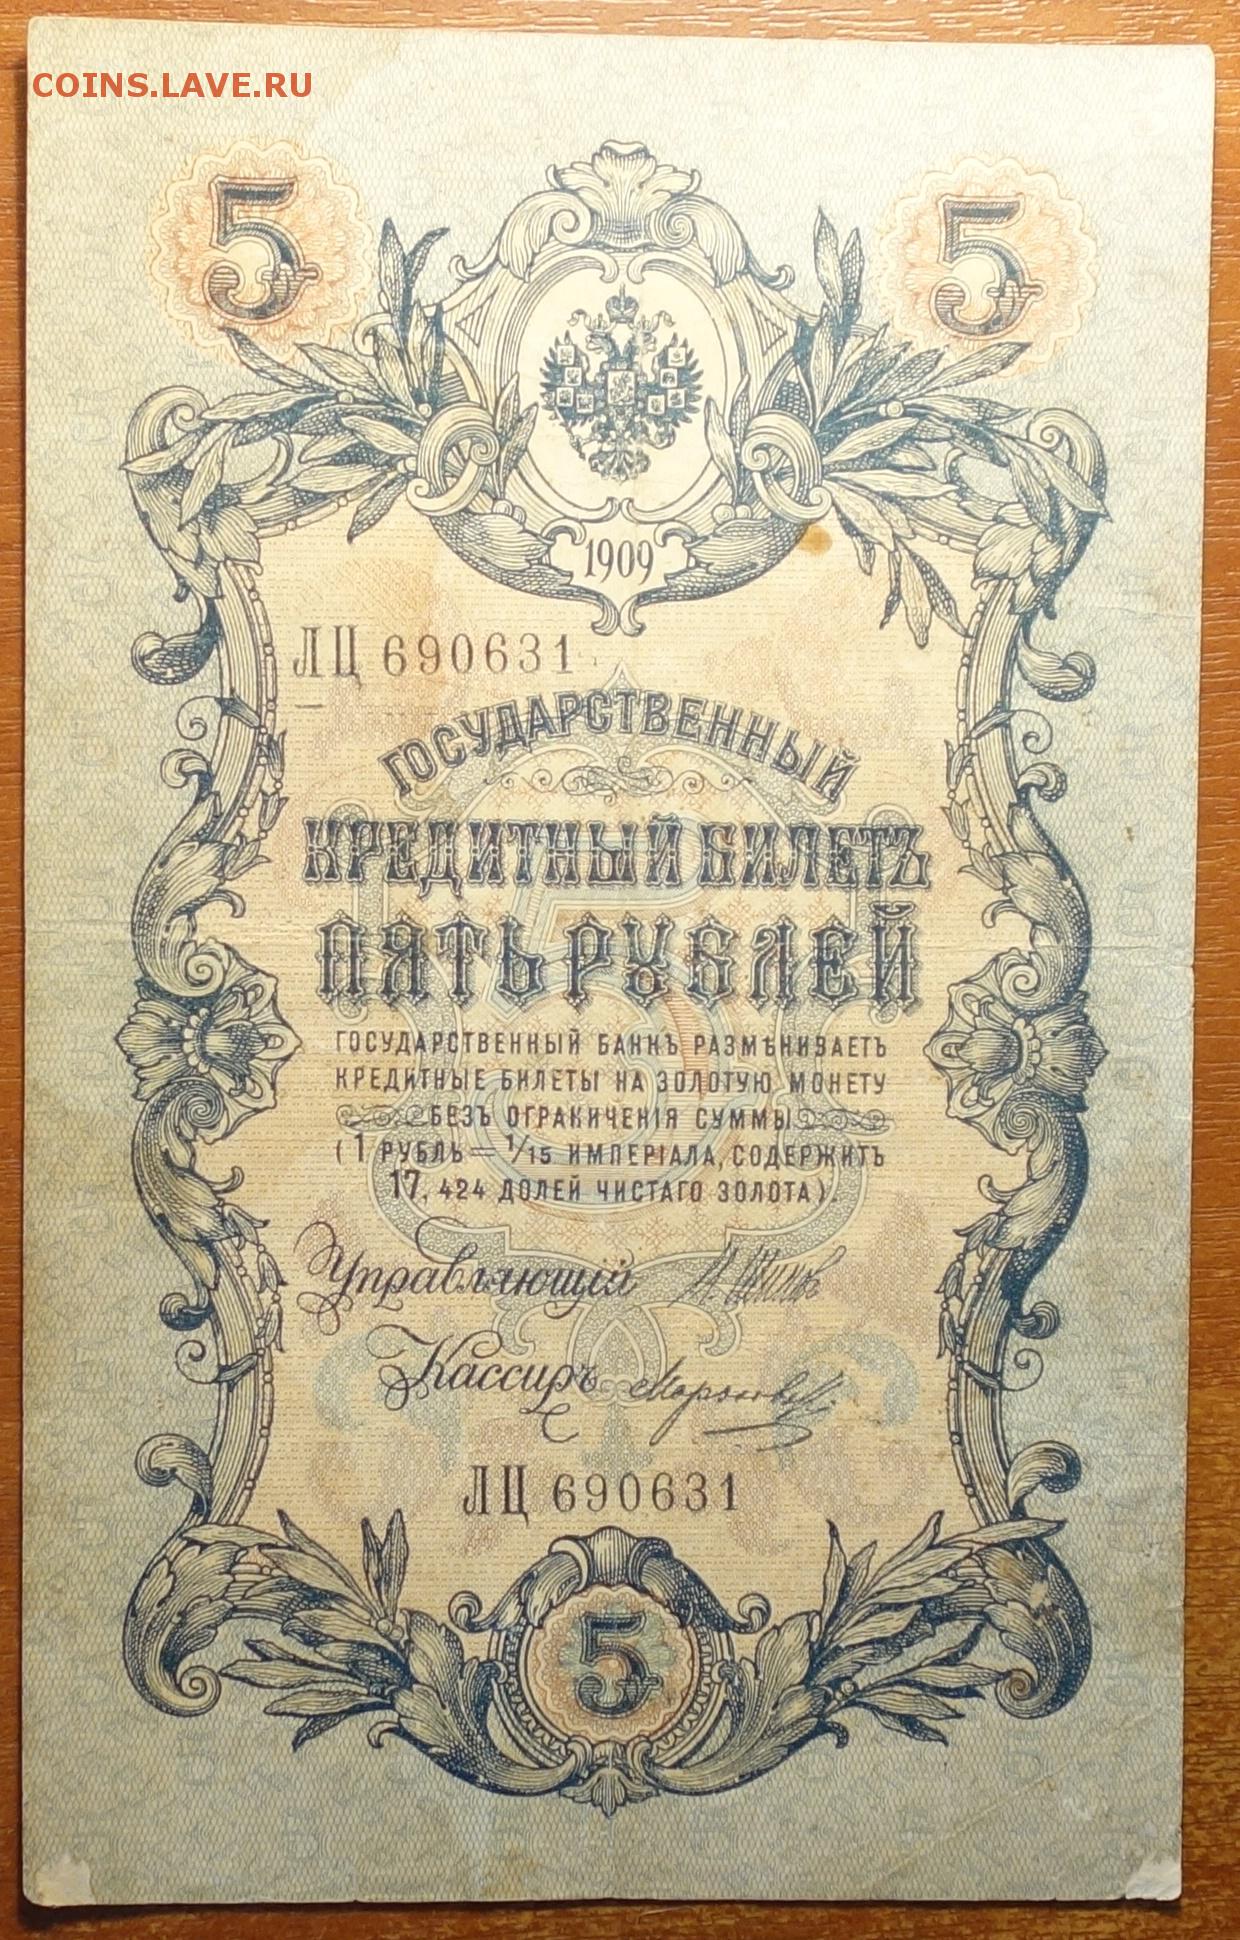 COINS.LAVE.RU
5 5
1909
ЛЦ 690631
ГОСУДАРСТВЕННЫЙ
КРЕДИТНЫЙ БИЛЕТЪ
ПЯТЬ РУБЛЕЙ
ГОСУДАРСТВЕННЫЙ БАНКЪ РАЗМѢНИВАЕТЪ
КРЕДИТНЫЕ БИЛЕТЫ НА ЗОЛОТУЮ МОНЕТУ
БЕЗЪ ОГРАНИЧЕНІЯ СУММЫ
(1 РУБЛЬ = 1/15 ИМПЕРІАЛА, СОДЕРЖИТЪ
17,424 ДОЛЕЙ ЧИСТАГО ЗОЛОТА).
Управляющій
Кассиръ
ЛЦ 690631
5